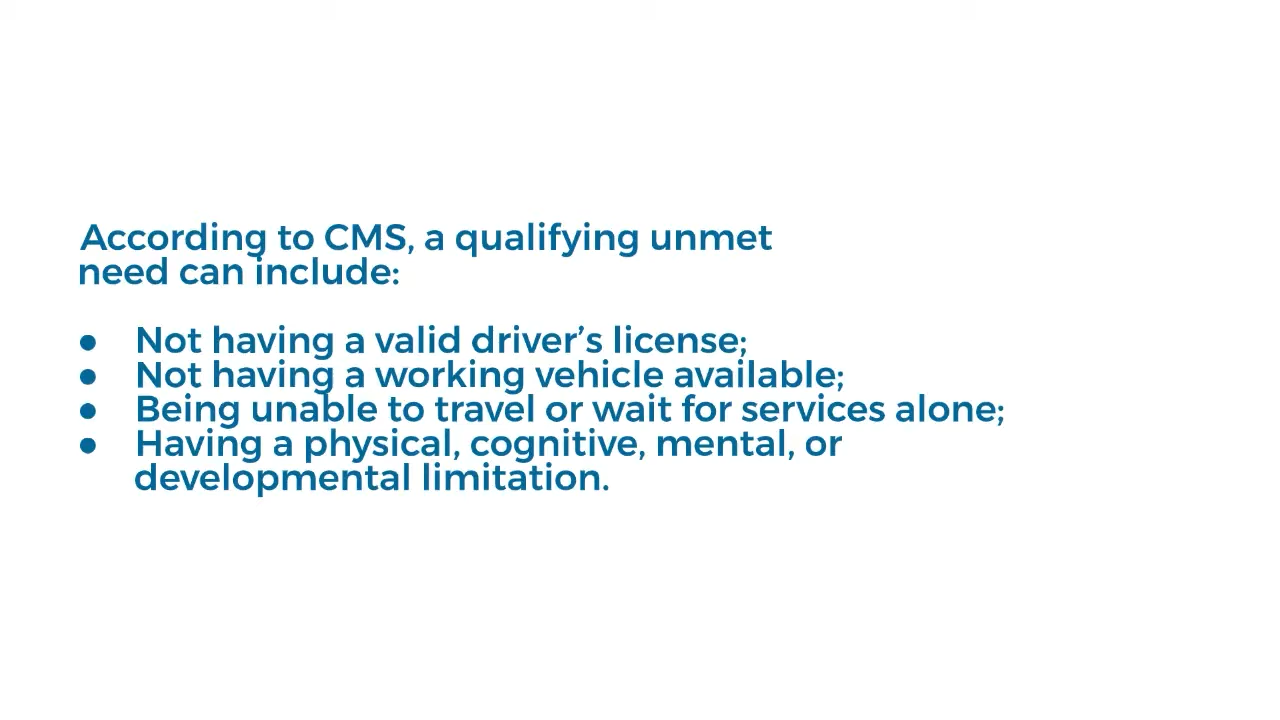 According to CMS, a qualifying unmet
need can include:
● Not having a valid driver’s license;
● Not having a working vehicle available;
● Being unable to travel or wait for services alone;
● Having a physical, cognitive, mental, or
developmental limitation.